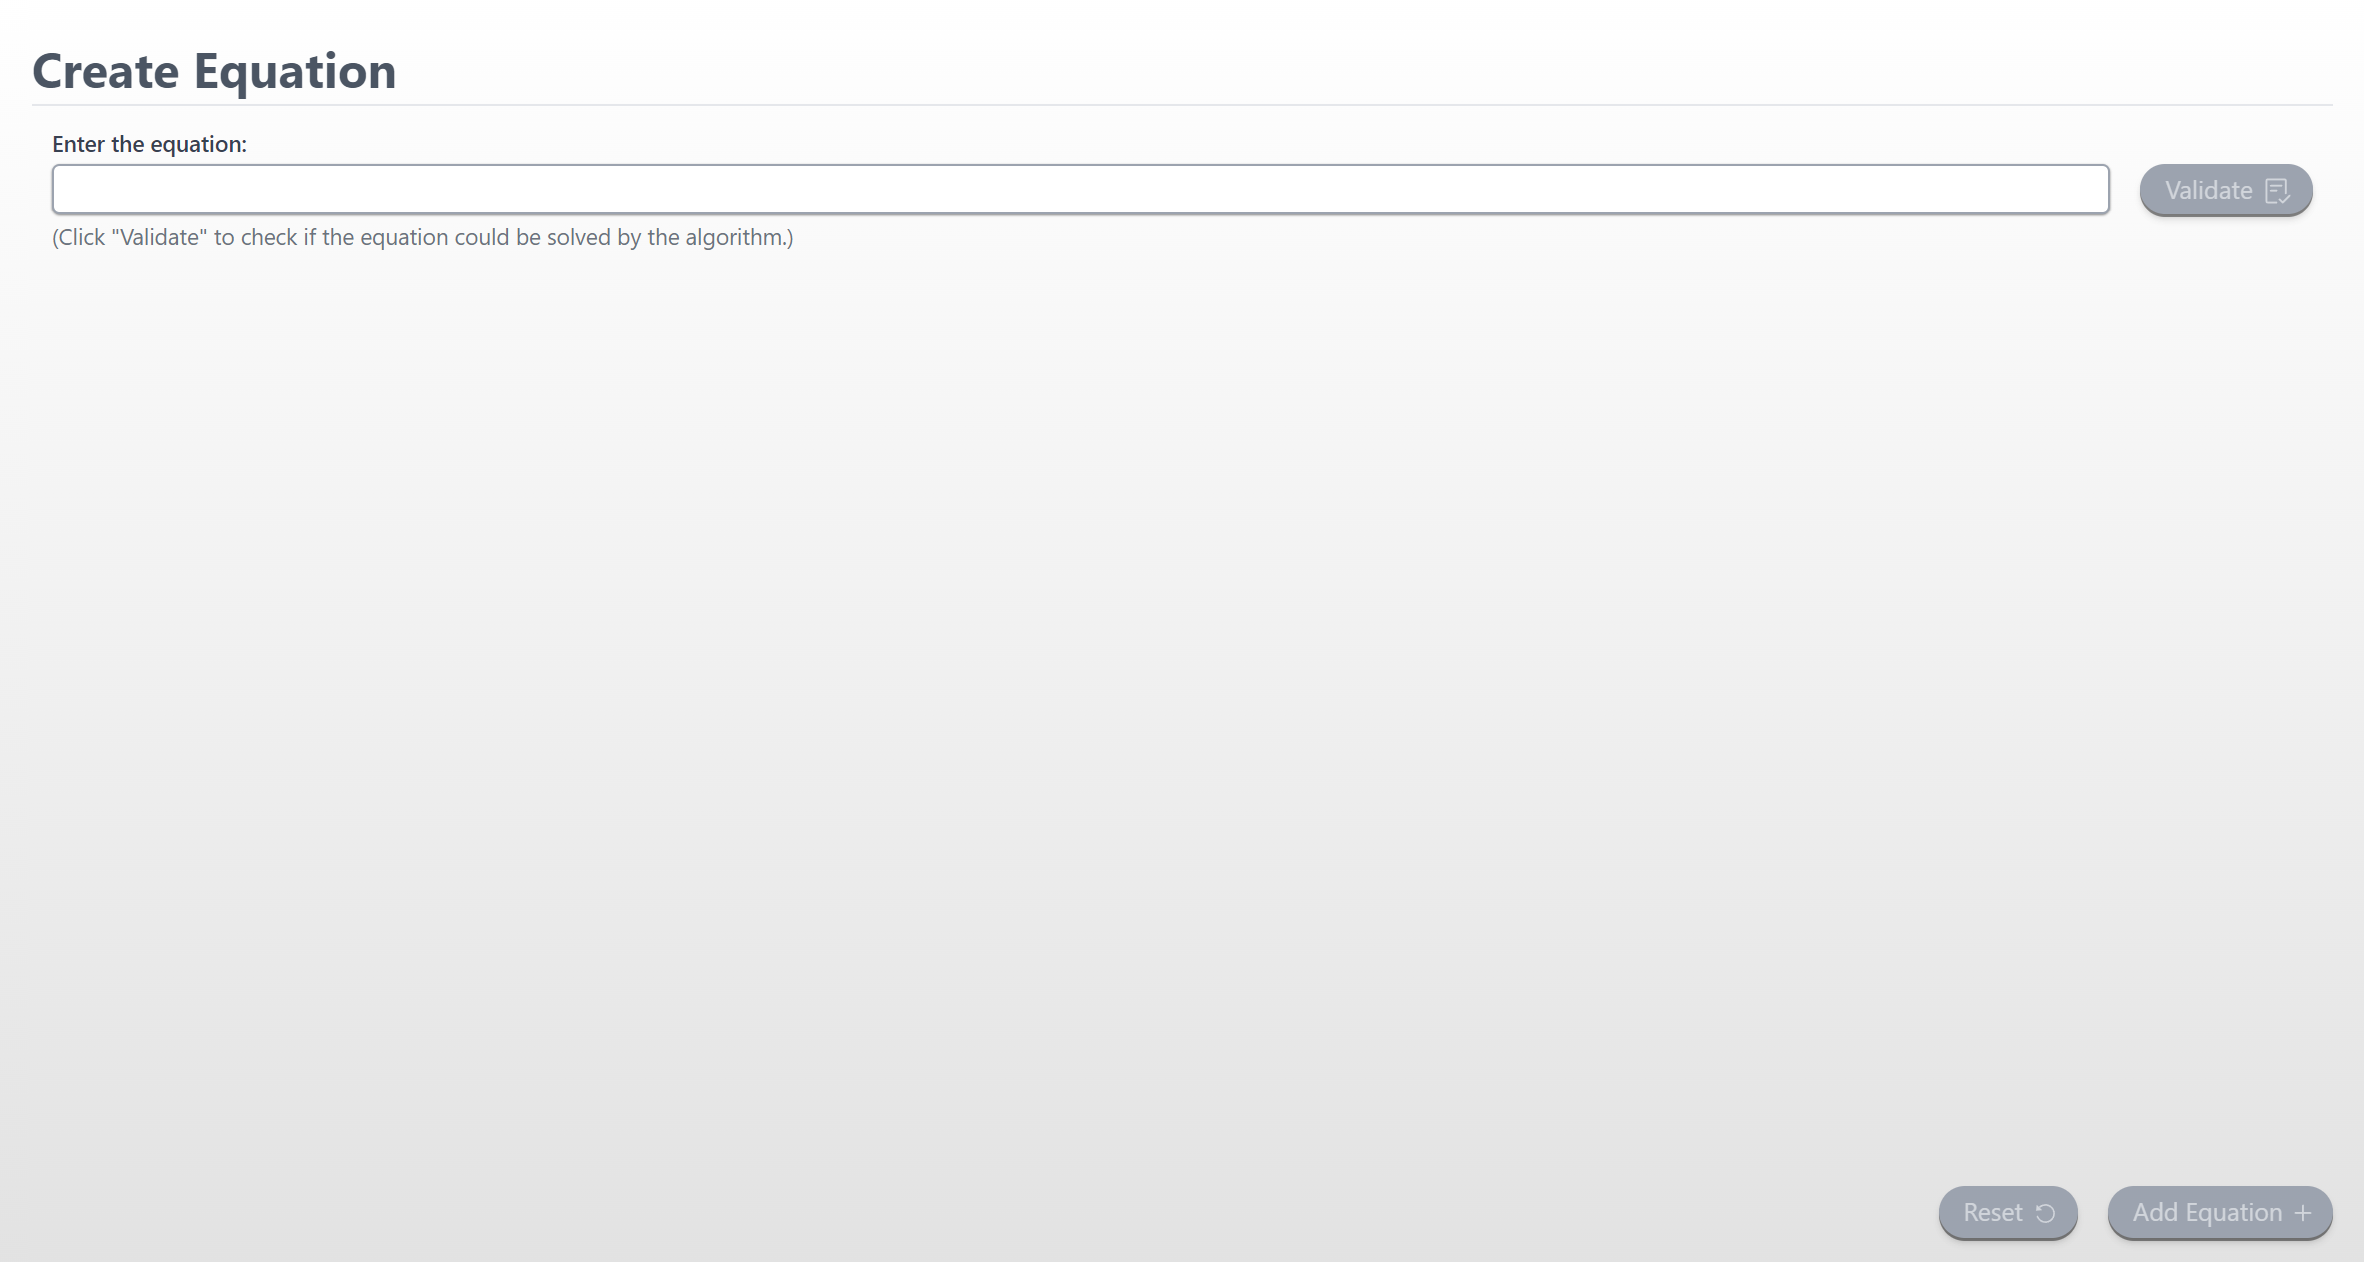 Create Equation
Enter the equation:
Validate
(Click "Validate" to check if the equation could be solved by the algorithm.)
Reset
Add Equation +